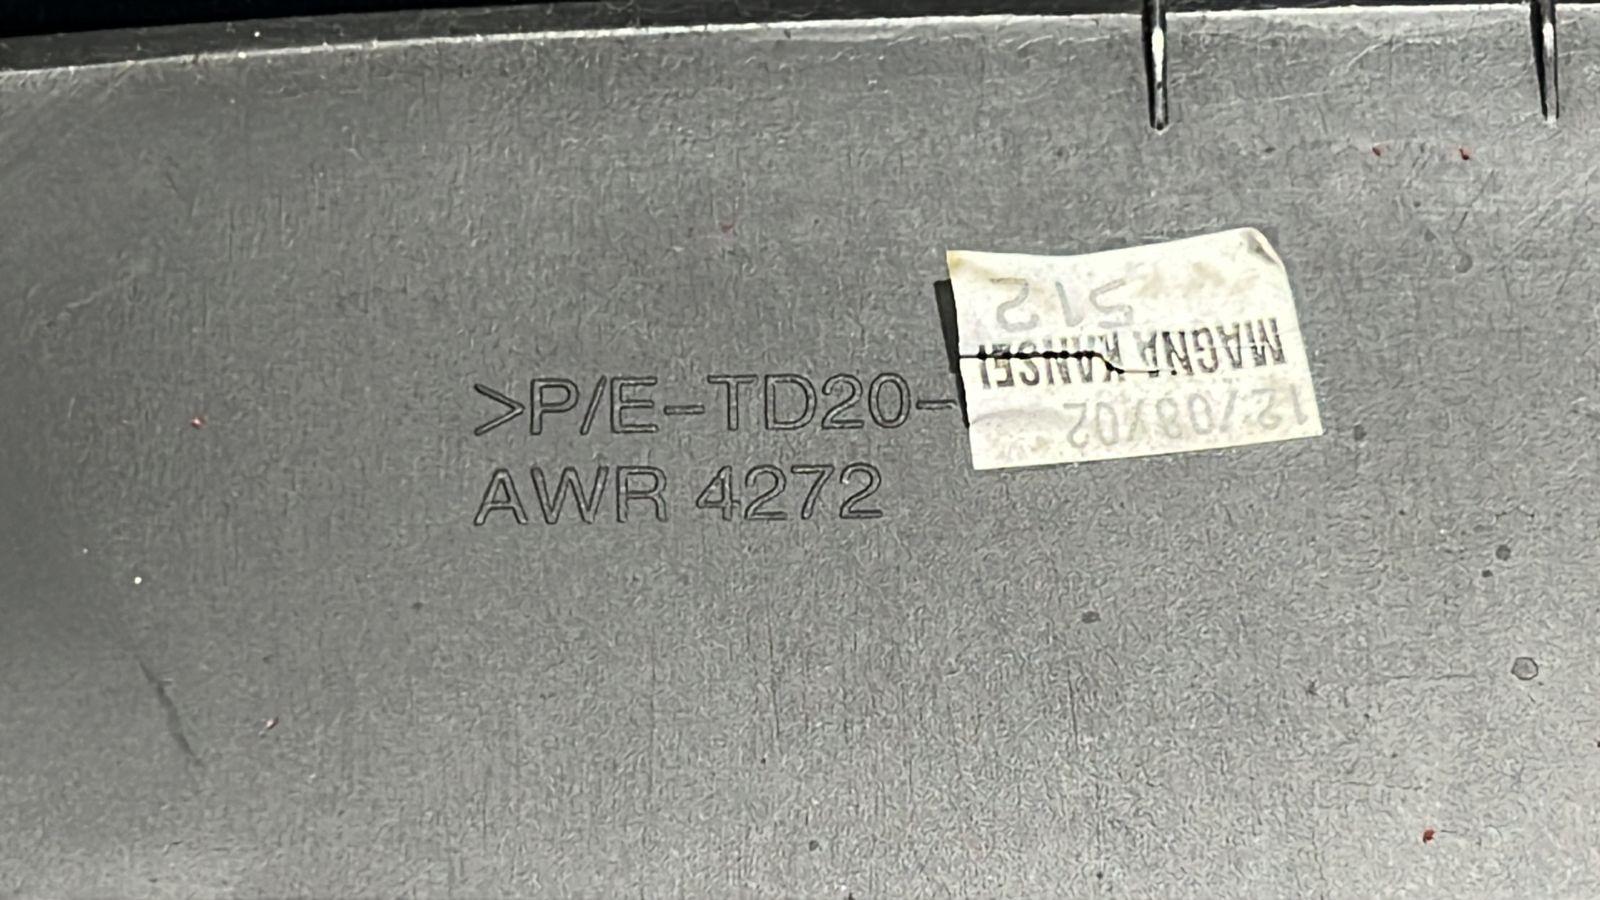 >P/E-TD20-
AWR 4272
12/08/02
MAGNA KANSEI
512